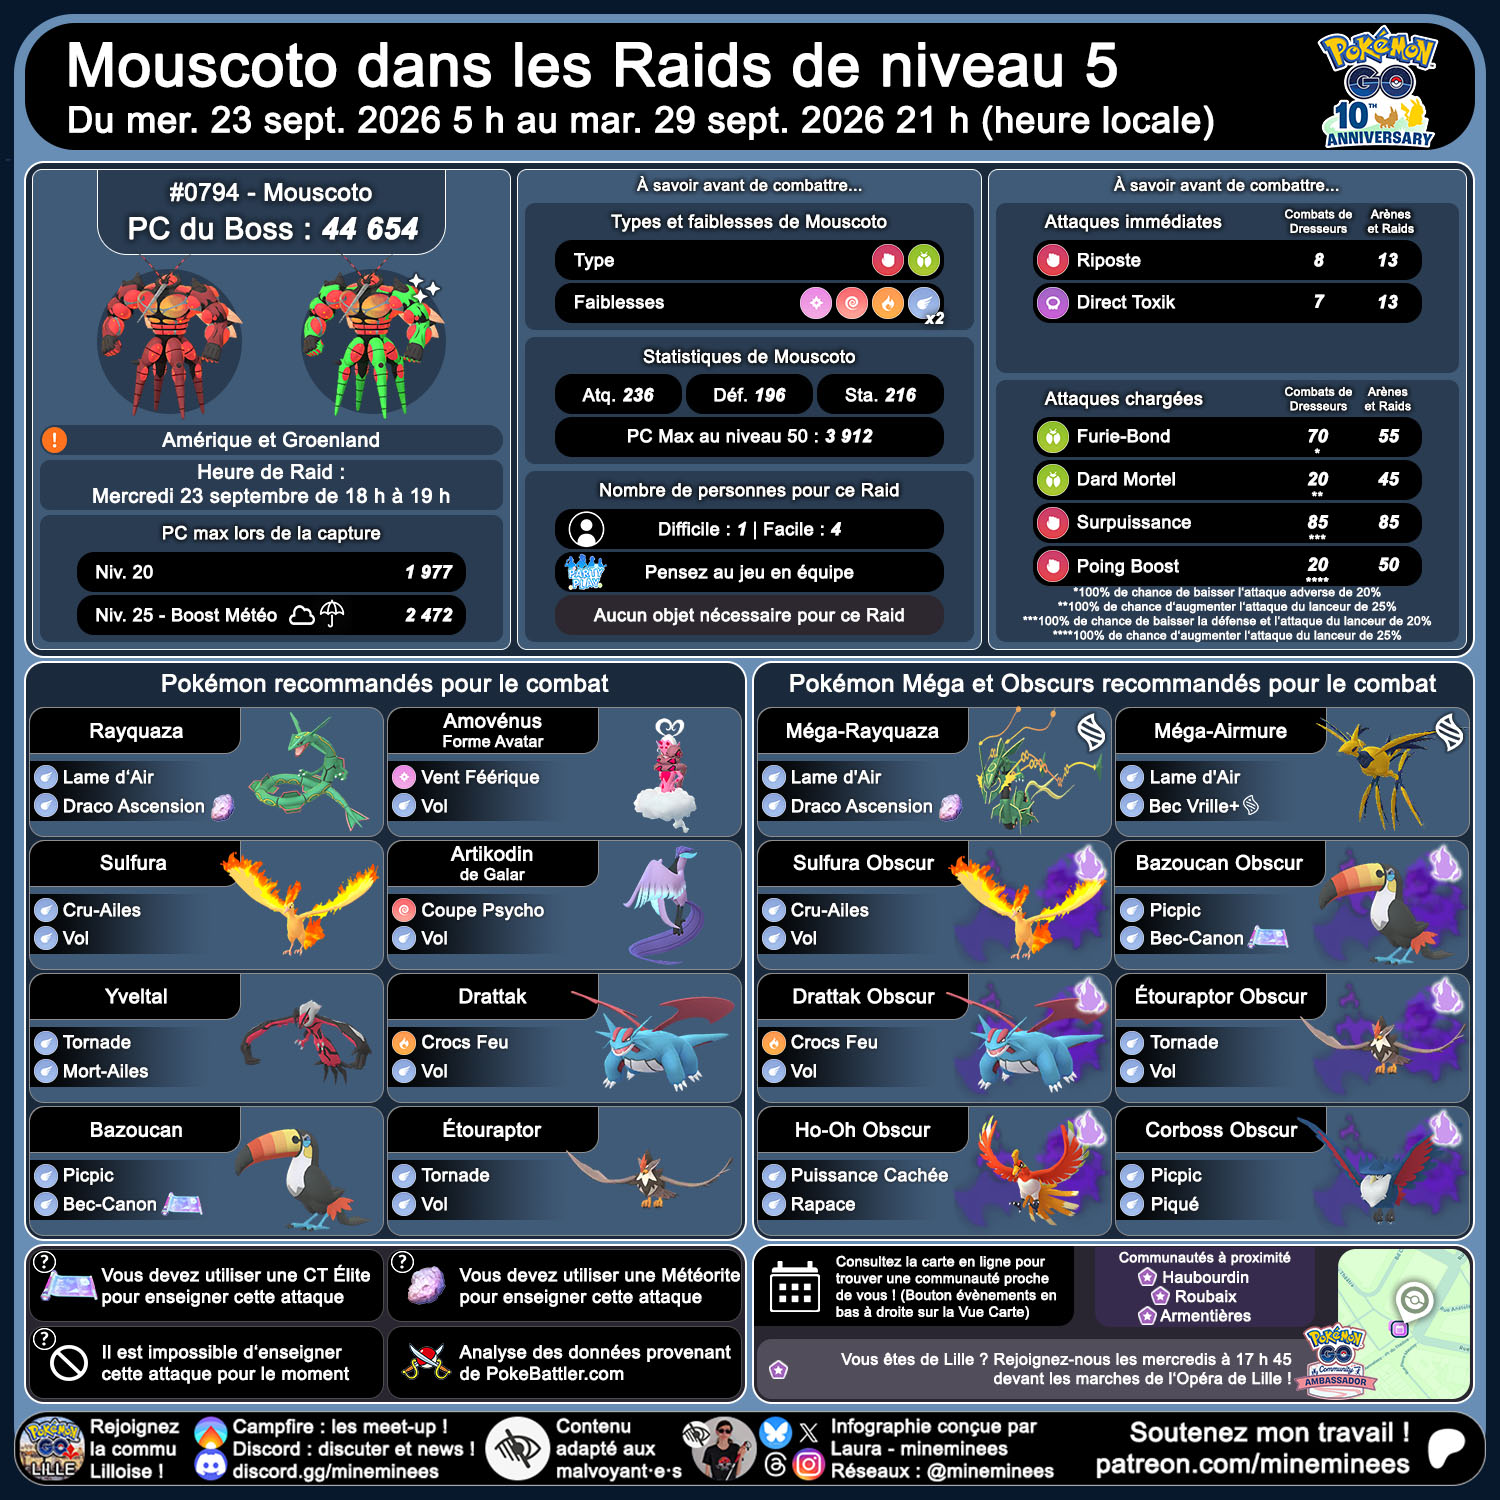 Mouscoto dans les Raids de niveau 5
Du mer. 23 sept. 2026 5 h au mar. 29 sept. 2026 21 h (heure locale)
POKÉMON
GO
10TH
ANNIVERSARY
#0794 - Mouscoto
PC du Boss : 44 654
! Amérique et Groenland
Heure de Raid :
Mercredi 23 septembre de 18 h à 19 h
PC max lors de la capture
Niv. 20 1 977
Niv. 25 - Boost Météo 2 472
À savoir avant de combattre...
Types et faiblesses de Mouscoto
Type
Faiblesses
x2
Statistiques de Mouscoto
Atq. 236 Déf. 196 Sta. 216
PC Max au niveau 50 : 3 912
Nombre de personnes pour ce Raid
Difficile : 1 | Facile : 4
PARTY PLAY
Pensez au jeu en équipe
Aucun objet nécessaire pour ce Raid
À savoir avant de combattre...
Attaques immédiates Combats de Dresseurs Arènes et Raids
Riposte 8 13
Direct Toxik 7 13
Attaques chargées Combats de Dresseurs Arènes et Raids
Furie-Bond 70 * 55
Dard Mortel 20 ** 45
Surpuissance 85 *** 85
Poing Boost 20 **** 50
*100% de chance de baisser l'attaque adverse de 20%
**100% de chance d'augmenter l'attaque du lanceur de 25%
***100% de chance de baisser la défense et l'attaque du lanceur de 20%
****100% de chance d'augmenter l'attaque du lanceur de 25%
Pokémon recommandés pour le combat
Rayquaza
Lame d'Air
Draco Ascension
Amovénus
Forme Avatar
Vent Féérique
Vol
Sulfura
Cru-Ailes
Vol
Artikodin
de Galar
Coupe Psycho
Vol
Yveltal
Tornade
Mort-Ailes
Drattak
Crocs Feu
Vol
Bazoucan
Picpic
Bec-Canon
Étouraptor
Tornade
Vol
Pokémon Méga et Obscurs recommandés pour le combat
Méga-Rayquaza
Lame d'Air
Draco Ascension
Méga-Airmure
Lame d'Air
Bec Vrille+
Sulfura Obscur
Cru-Ailes
Vol
Bazoucan Obscur
Picpic
Bec-Canon
Drattak Obscur
Crocs Feu
Vol
Étouraptor Obscur
Tornade
Vol
Ho-Oh Obscur
Puissance Cachée
Rapace
Corboss Obscur
Picpic
Piqué
?
Vous devez utiliser une CT Élite
pour enseigner cette attaque
?
Vous devez utiliser une Météorite
pour enseigner cette attaque
?
Il est impossible d'enseigner
cette attaque pour le moment
Analyse des données provenant
de PokeBattler.com
Consultez la carte en ligne pour
trouver une communauté proche
de vous ! (Bouton évènements en
bas à droite sur la Vue Carte)
Communautés à proximité
Haubourdin
Roubaix
Armentières
Vous êtes de Lille ? Rejoignez-nous les mercredis à 17 h 45
devant les marches de l'Opéra de Lille !
POKÉMON
GO
Community
AMBASSADOR
POKÉMON
GO
LILLE
Rejoignez
la commu
Lilloise !
Campfire : les meet-up !
Discord : discuter et news !
discord.gg/mineminees
Contenu
adapté aux
malvoyant·e·s
Infographie conçue par
Laura - mineminees
Réseaux : @mineminees
Soutenez mon travail !
patreon.com/mineminees